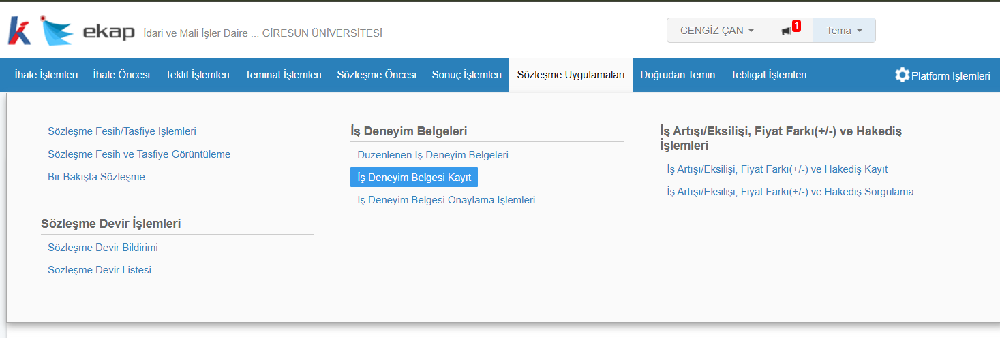 ekap
İdari ve Mali İşler Daire ... GİRESUN ÜNİVERSİTESİ
CENGİZ ÇAN
1
Tema
İhale İşlemleri
İhale Öncesi
Teklif İşlemleri
Teminat İşlemleri
Sözleşme Öncesi
Sonuç İşlemleri
Sözleşme Uygulamaları
Doğrudan Temin
Tebligat İşlemleri
Platform İşlemleri
Sözleşme Fesih/Tasfiye İşlemleri
Sözleşme Fesih ve Tasfiye Görüntüleme
Bir Bakışta Sözleşme
Sözleşme Devir İşlemleri
Sözleşme Devir Bildirimi
Sözleşme Devir Listesi
İş Deneyim Belgeleri
Düzenlenen İş Deneyim Belgeleri
İş Deneyim Belgesi Kayıt
İş Deneyim Belgesi Onaylama İşlemleri
İş Artışı/Eksilişi, Fiyat Farkı(+/-) ve Hakediş
İşlemleri
İş Artışı/Eksilişi, Fiyat Farkı(+/-) ve Hakediş Kayıt
İş Artışı/Eksilişi, Fiyat Farkı(+/-) ve Hakediş Sorgulama